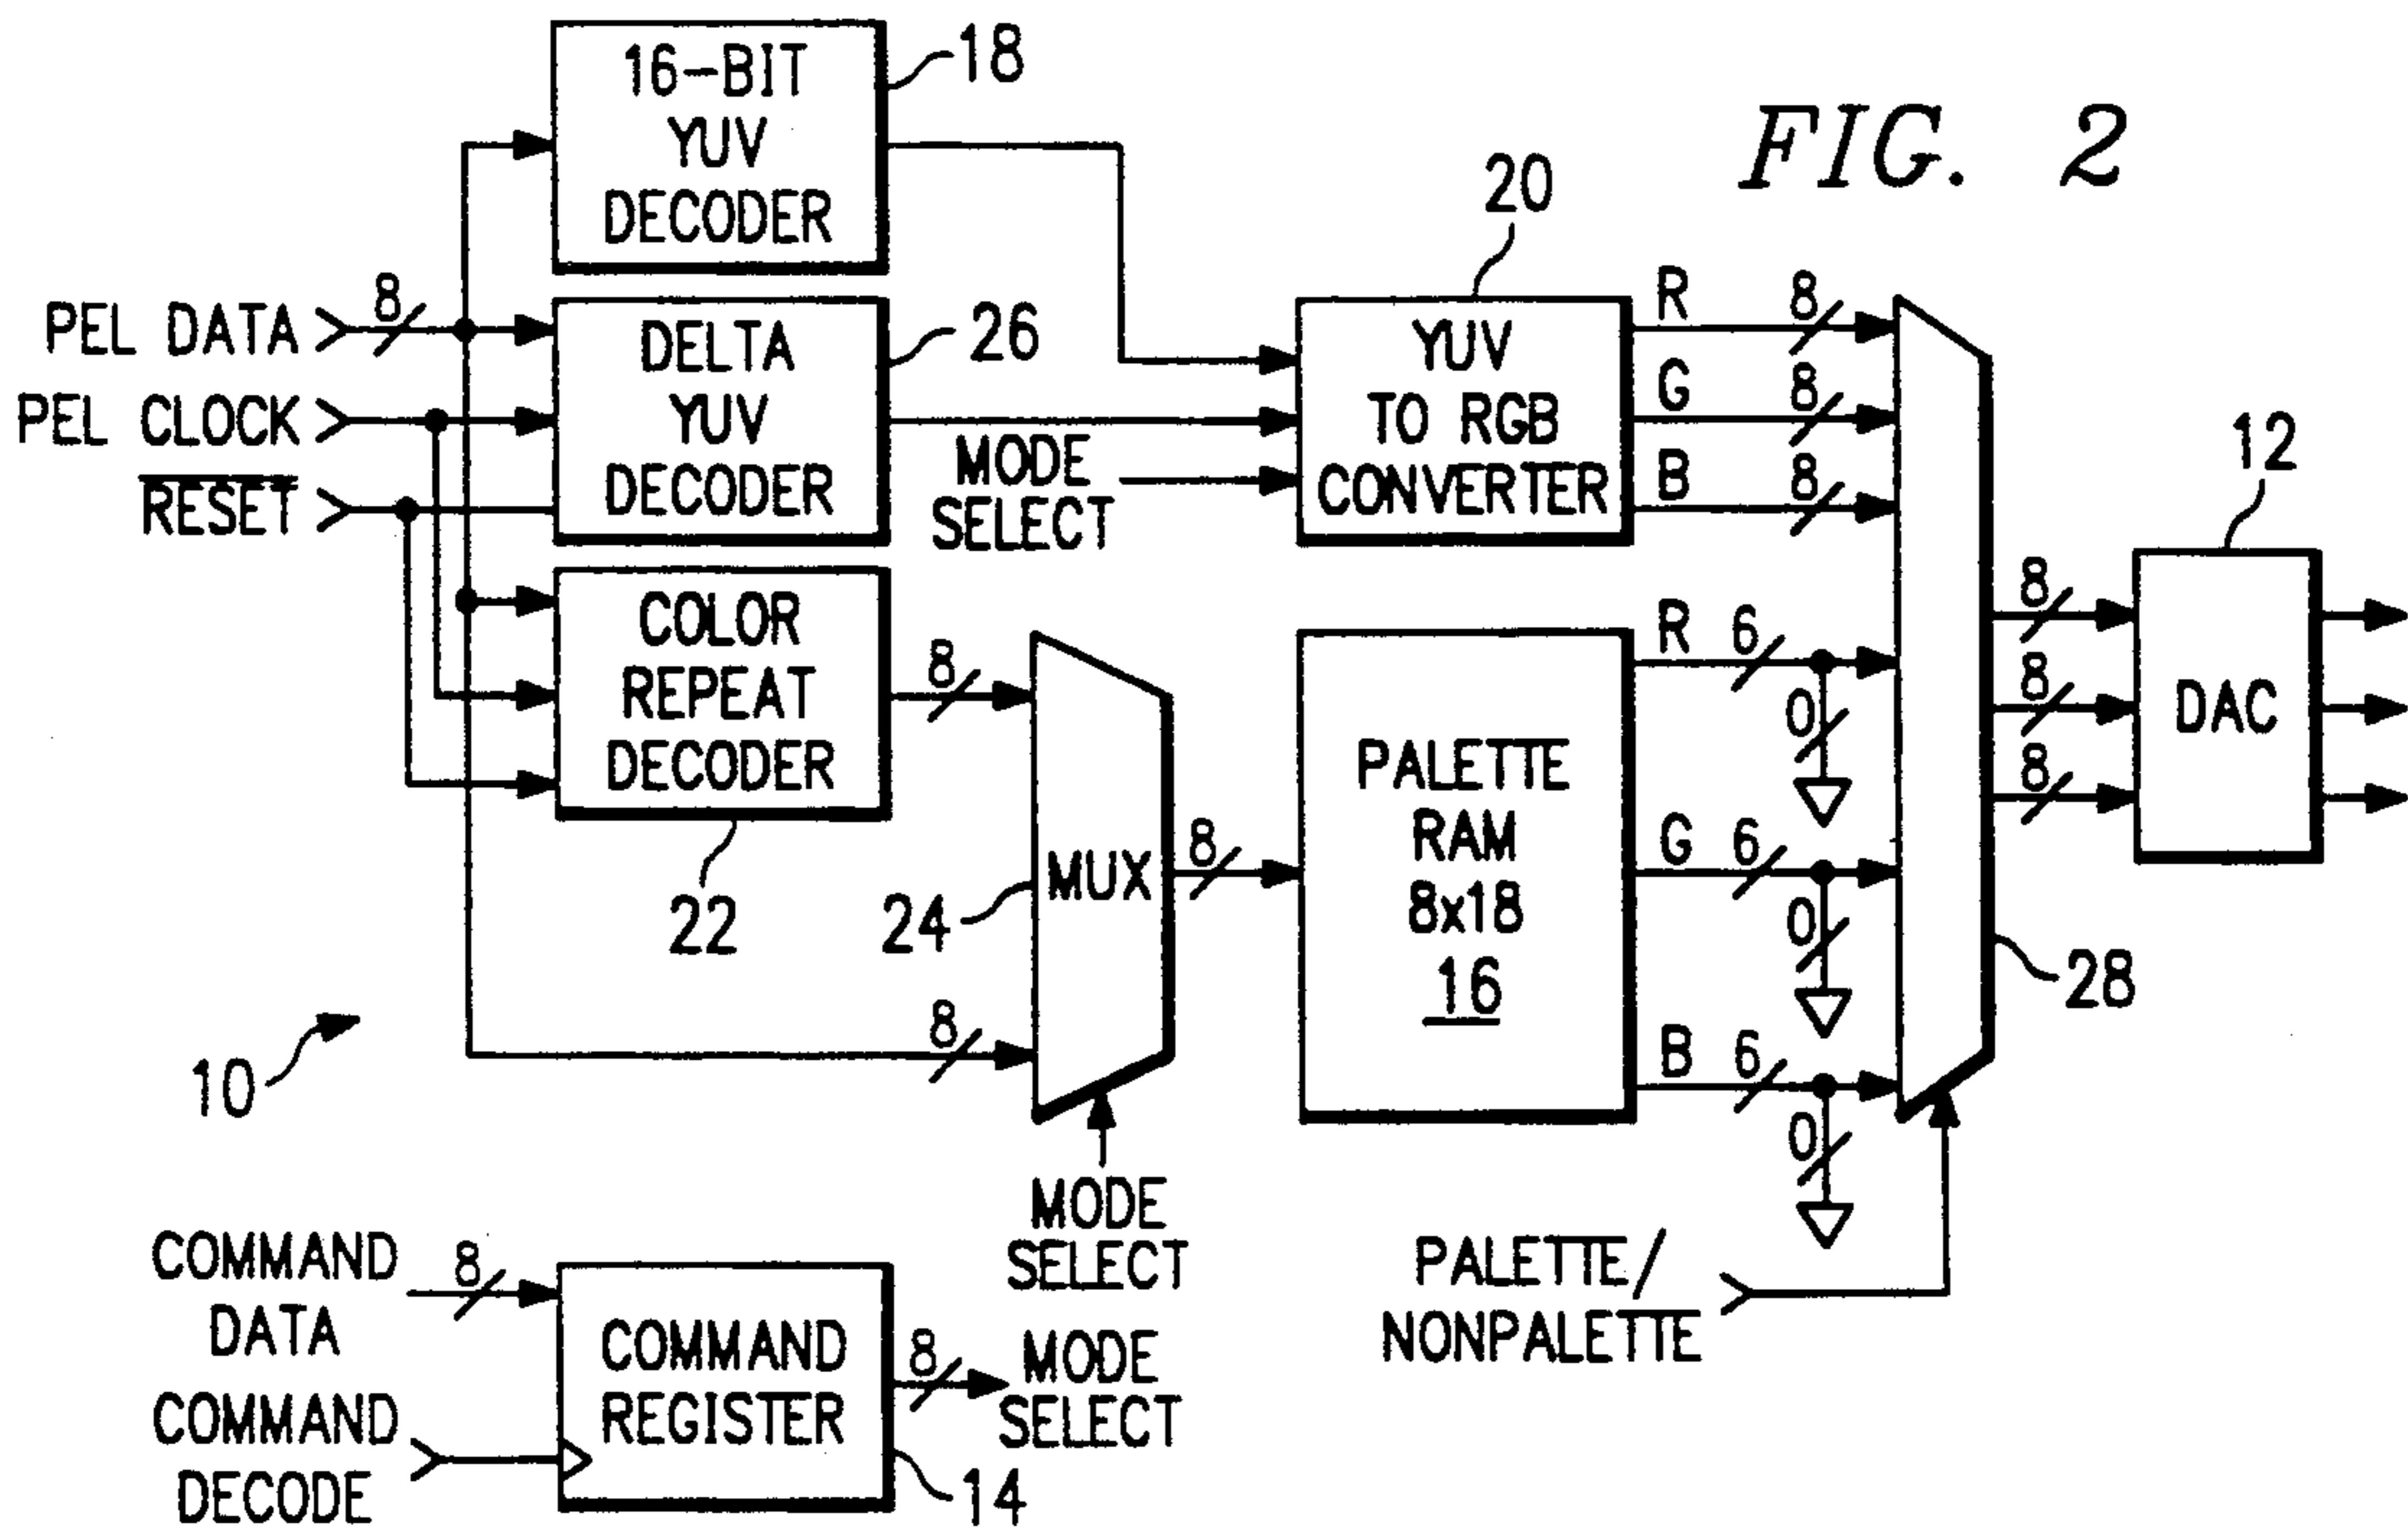 FIG. 2
16-BIT
YUV
DECODER
18
PEL DATA
8
PEL CLOCK
RESET
DELTA
YUV
DECODER
26
MODE
SELECT
20
YUV
TO RGB
CONVERTER
R
8
G
8
B
8
12
8
8
8
DAC
COLOR
REPEAT
DECODER
22
8
8
24
MUX
8
MODE
SELECT
PALETTE
RAM
8x18
16
R
6
0
G
6
0
B
6
0
28
PALETTE/
NONPALETTE
10
COMMAND
DATA
8
COMMAND
DECODE
COMMAND
REGISTER
14
8
MODE
SELECT